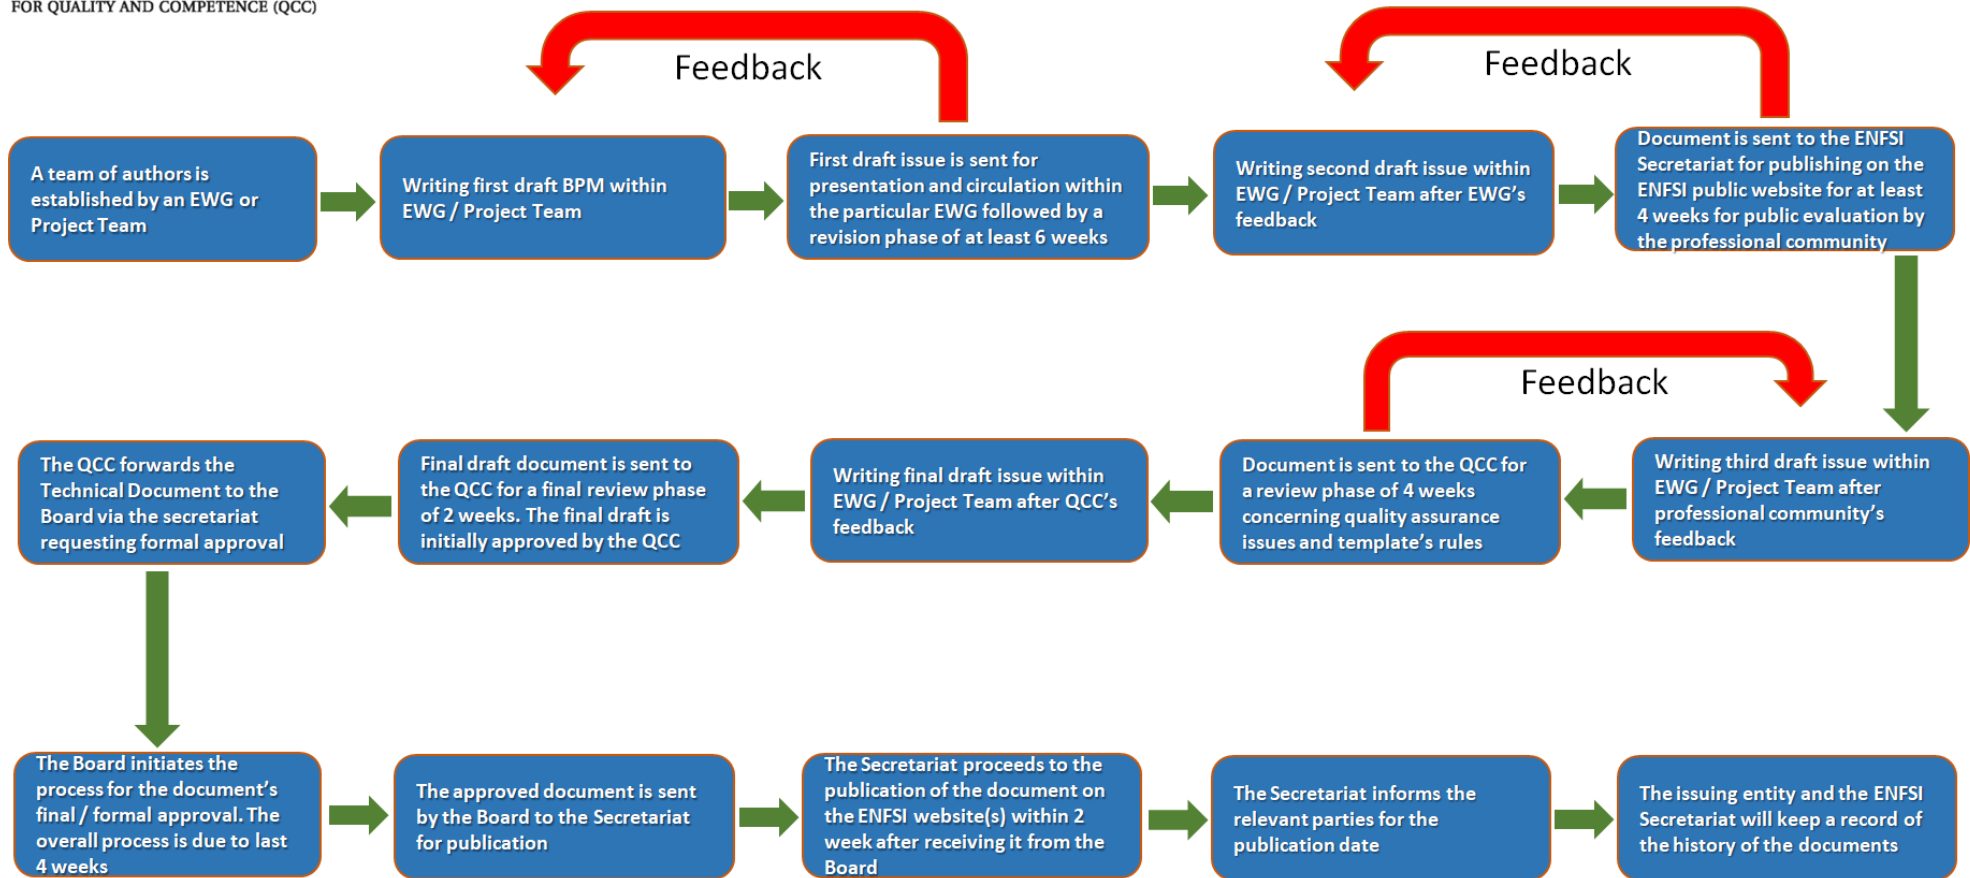 FOR QUALITY AND COMPETENCE (QCC)
Feedback
Feedback
A team of authors is
established by an EWG or
Project Team
Writing first draft BPM within
EWG / Project Team
First draft issue is sent for
presentation and circulation within
the particular EWG followed by a
revision phase of at least 6 weeks
Writing second draft issue within
EWG / Project Team after EWG's
feedback
Document is sent to the ENFSI
Secretariat for publishing on the
ENFSI public website for at least
4 weeks for public evaluation by
the professional community
Feedback
Writing third draft issue within
EWG / Project Team after
professional community's
feedback
Document is sent to the QCC for
a review phase of 4 weeks
concerning quality assurance
issues and template's rules
Writing final draft issue within
EWG / Project Team after QCC's
feedback
Final draft document is sent to
the QCC for a final review phase
of 2 weeks. The final draft is
initially approved by the QCC
The QCC forwards the
Technical Document to the
Board via the secretariat
requesting formal approval
The Board initiates the
process for the document's
final / formal approval. The
overall process is due to last
4 weeks
The approved document is sent
by the Board to the Secretariat
for publication
The Secretariat proceeds to the
publication of the document on
the ENFSI website(s) within 2
week after receiving it from the
Board
The Secretariat informs the
relevant parties for the
publication date
The issuing entity and the ENFSI
Secretariat will keep a record of
the history of the documents